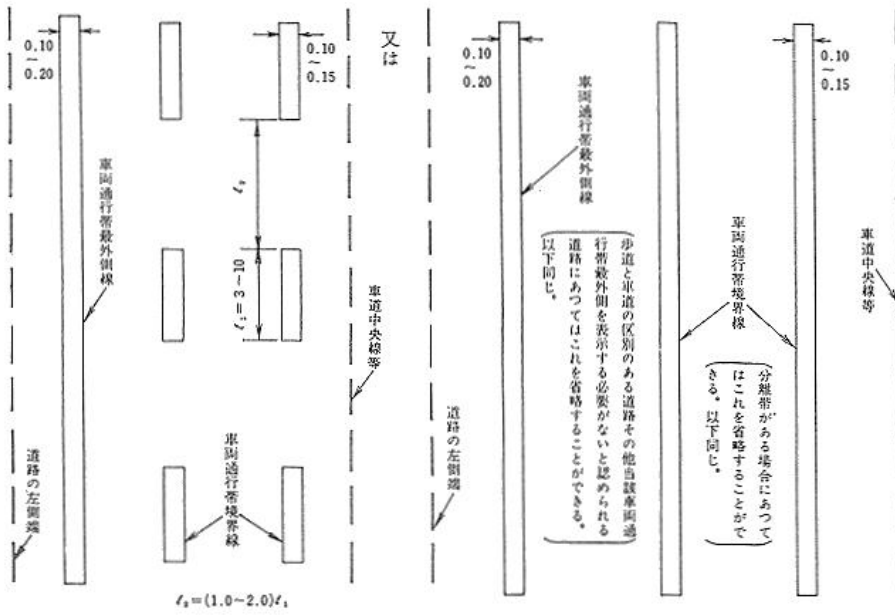 0.10
～
0.20
0.10
～
0.15
又は
0.10
～
0.20
0.10
～
0.15
車両通行帯最外側線
ℓ₂
ℓ₁=3～10
車道中央線等
道路の左側端
車両通行帯境界線
ℓ₂=(1.0～2.0)ℓ₁
車両通行帯最外側線
歩道と車道の区別のある道路その他当該車両通
行帯最外側を表示する必要がないと認められる
道路にあつてはこれを省略することができる。
以下同じ。
道路の左側端
車両通行帯境界線
車道中央線等
分離帯がある場合にあつて
はこれを省略することがで
きる。以下同じ。